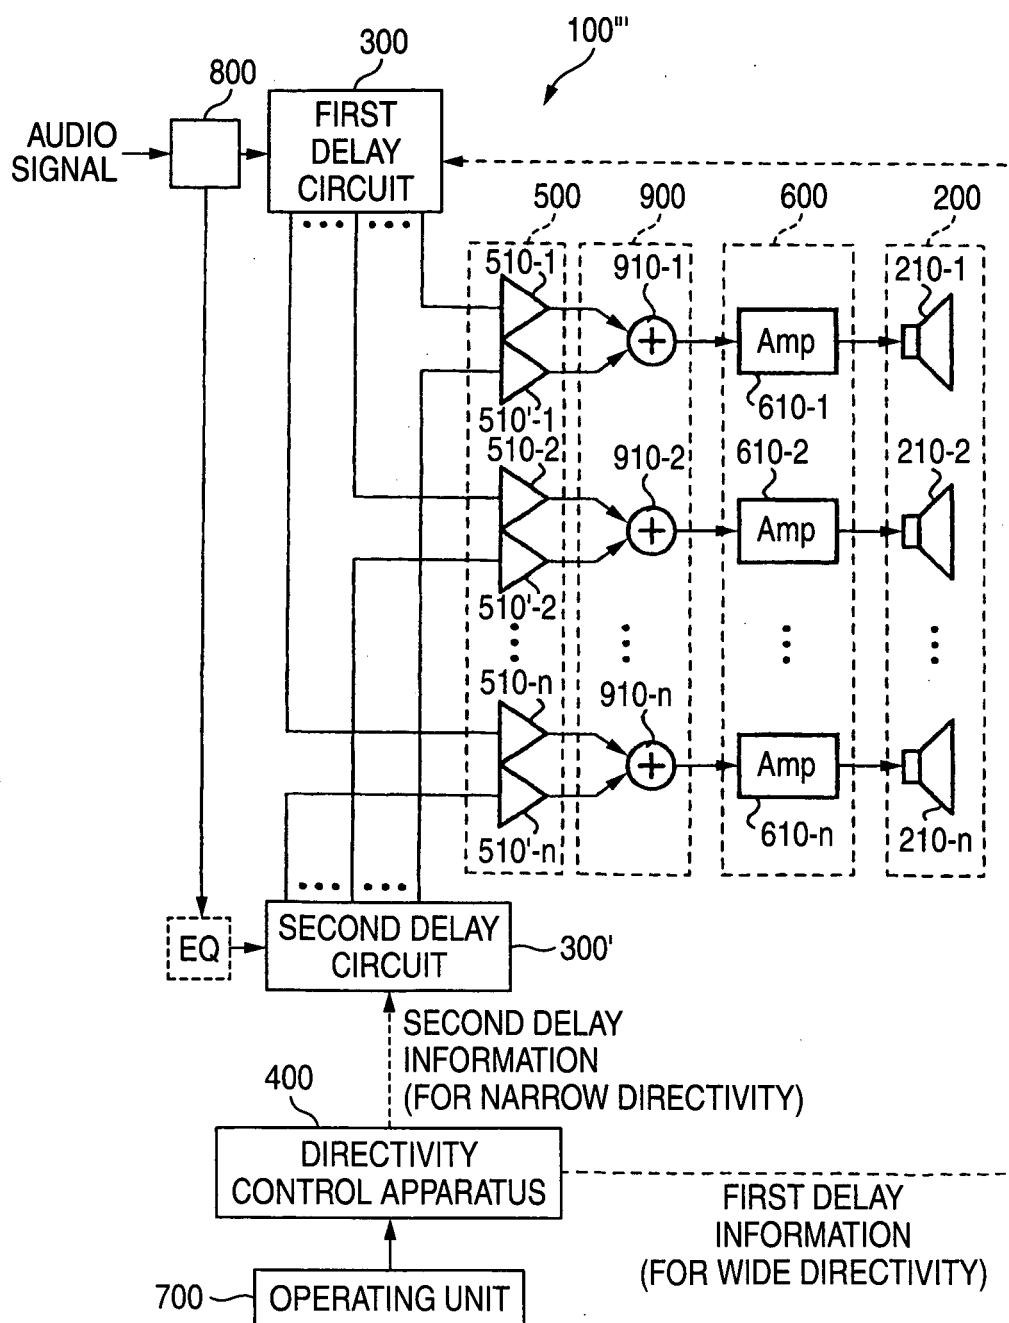 100'''
300
800
FIRST
DELAY
CIRCUIT
AUDIO
SIGNAL
500
900
600
200
510-1
910-1
210-1
Amp
510'-1
610-1
510-2
910-2
610-2
210-2
Amp
510'-2
510-n
910-n
Amp
510'-n
610-n
210-n
EQ
SECOND DELAY
CIRCUIT
300'
SECOND DELAY
INFORMATION
(FOR NARROW DIRECTIVITY)
400
DIRECTIVITY
CONTROL APPARATUS
FIRST DELAY
INFORMATION
(FOR WIDE DIRECTIVITY)
700
OPERATING UNIT